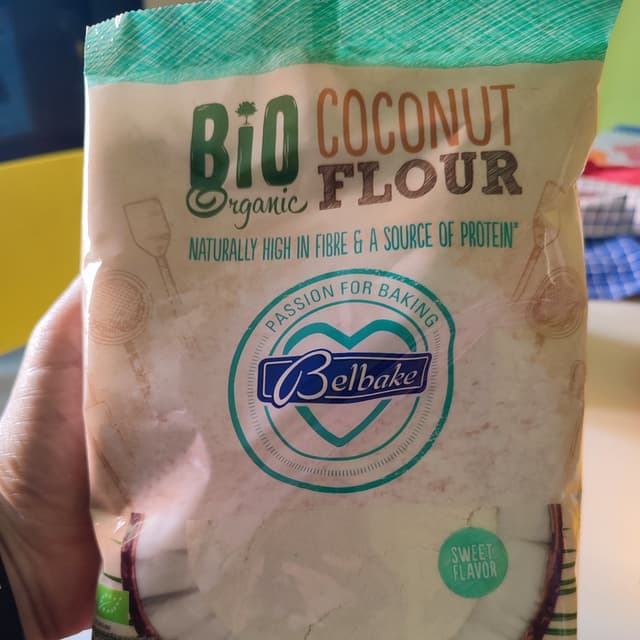 BiO
Organic
COCONUT
FLOUR
NATURALLY HIGH IN FIBRE & A SOURCE OF PROTEIN*
PASSION FOR BAKING
Belbake
SWEET
FLAVOR